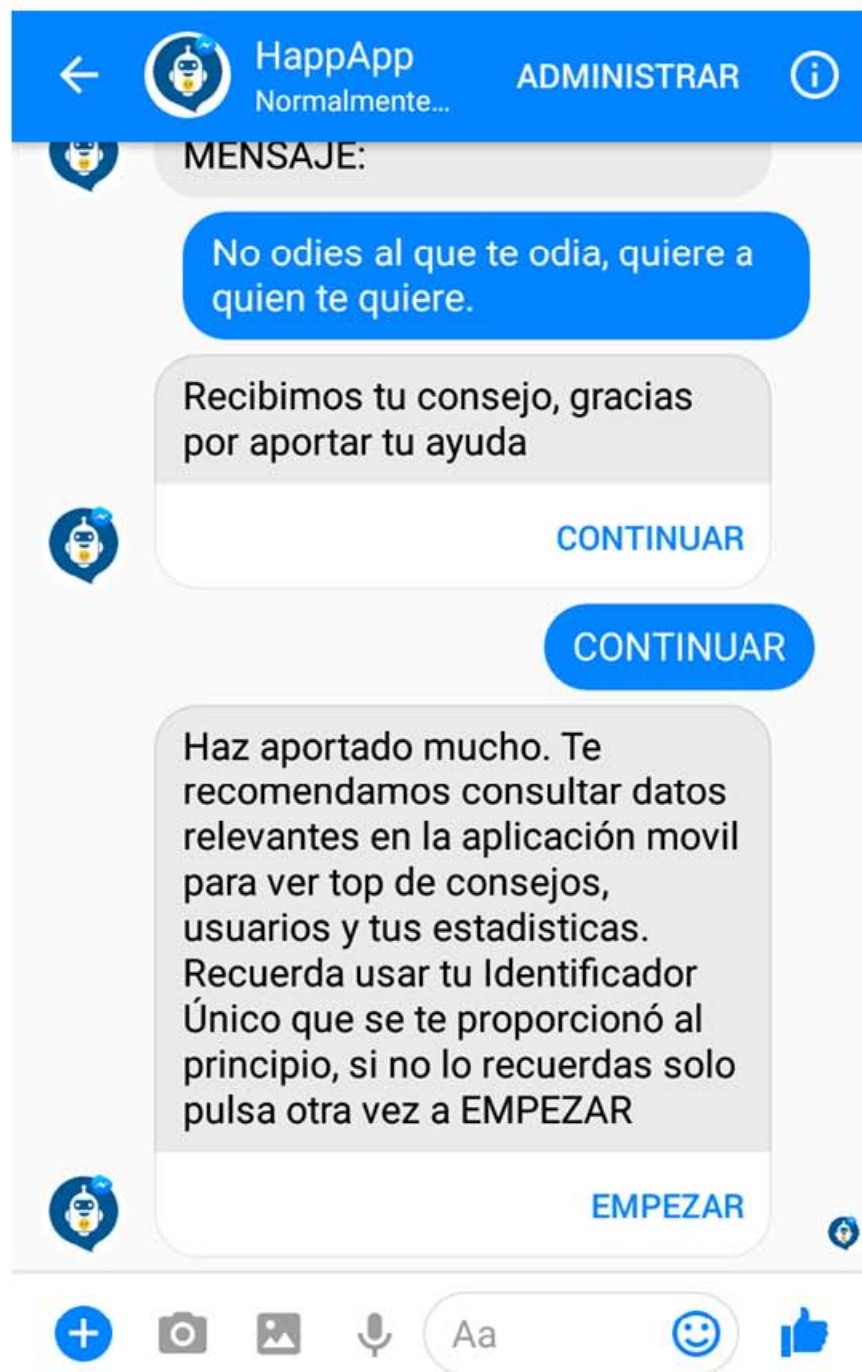 HappApp
Normalmente...
ADMINISTRAR
MENSAJE:
No odies al que te odia, quiere a
quien te quiere.
Recibimos tu consejo, gracias
por aportar tu ayuda
CONTINUAR
CONTINUAR
Haz aportado mucho. Te
recomendamos consultar datos
relevantes en la aplicación movil
para ver top de consejos,
usuarios y tus estadisticas.
Recuerda usar tu Identificador
Único que se te proporcionó al
principio, si no lo recuerdas solo
pulsa otra vez a EMPEZAR
EMPEZAR
Aa